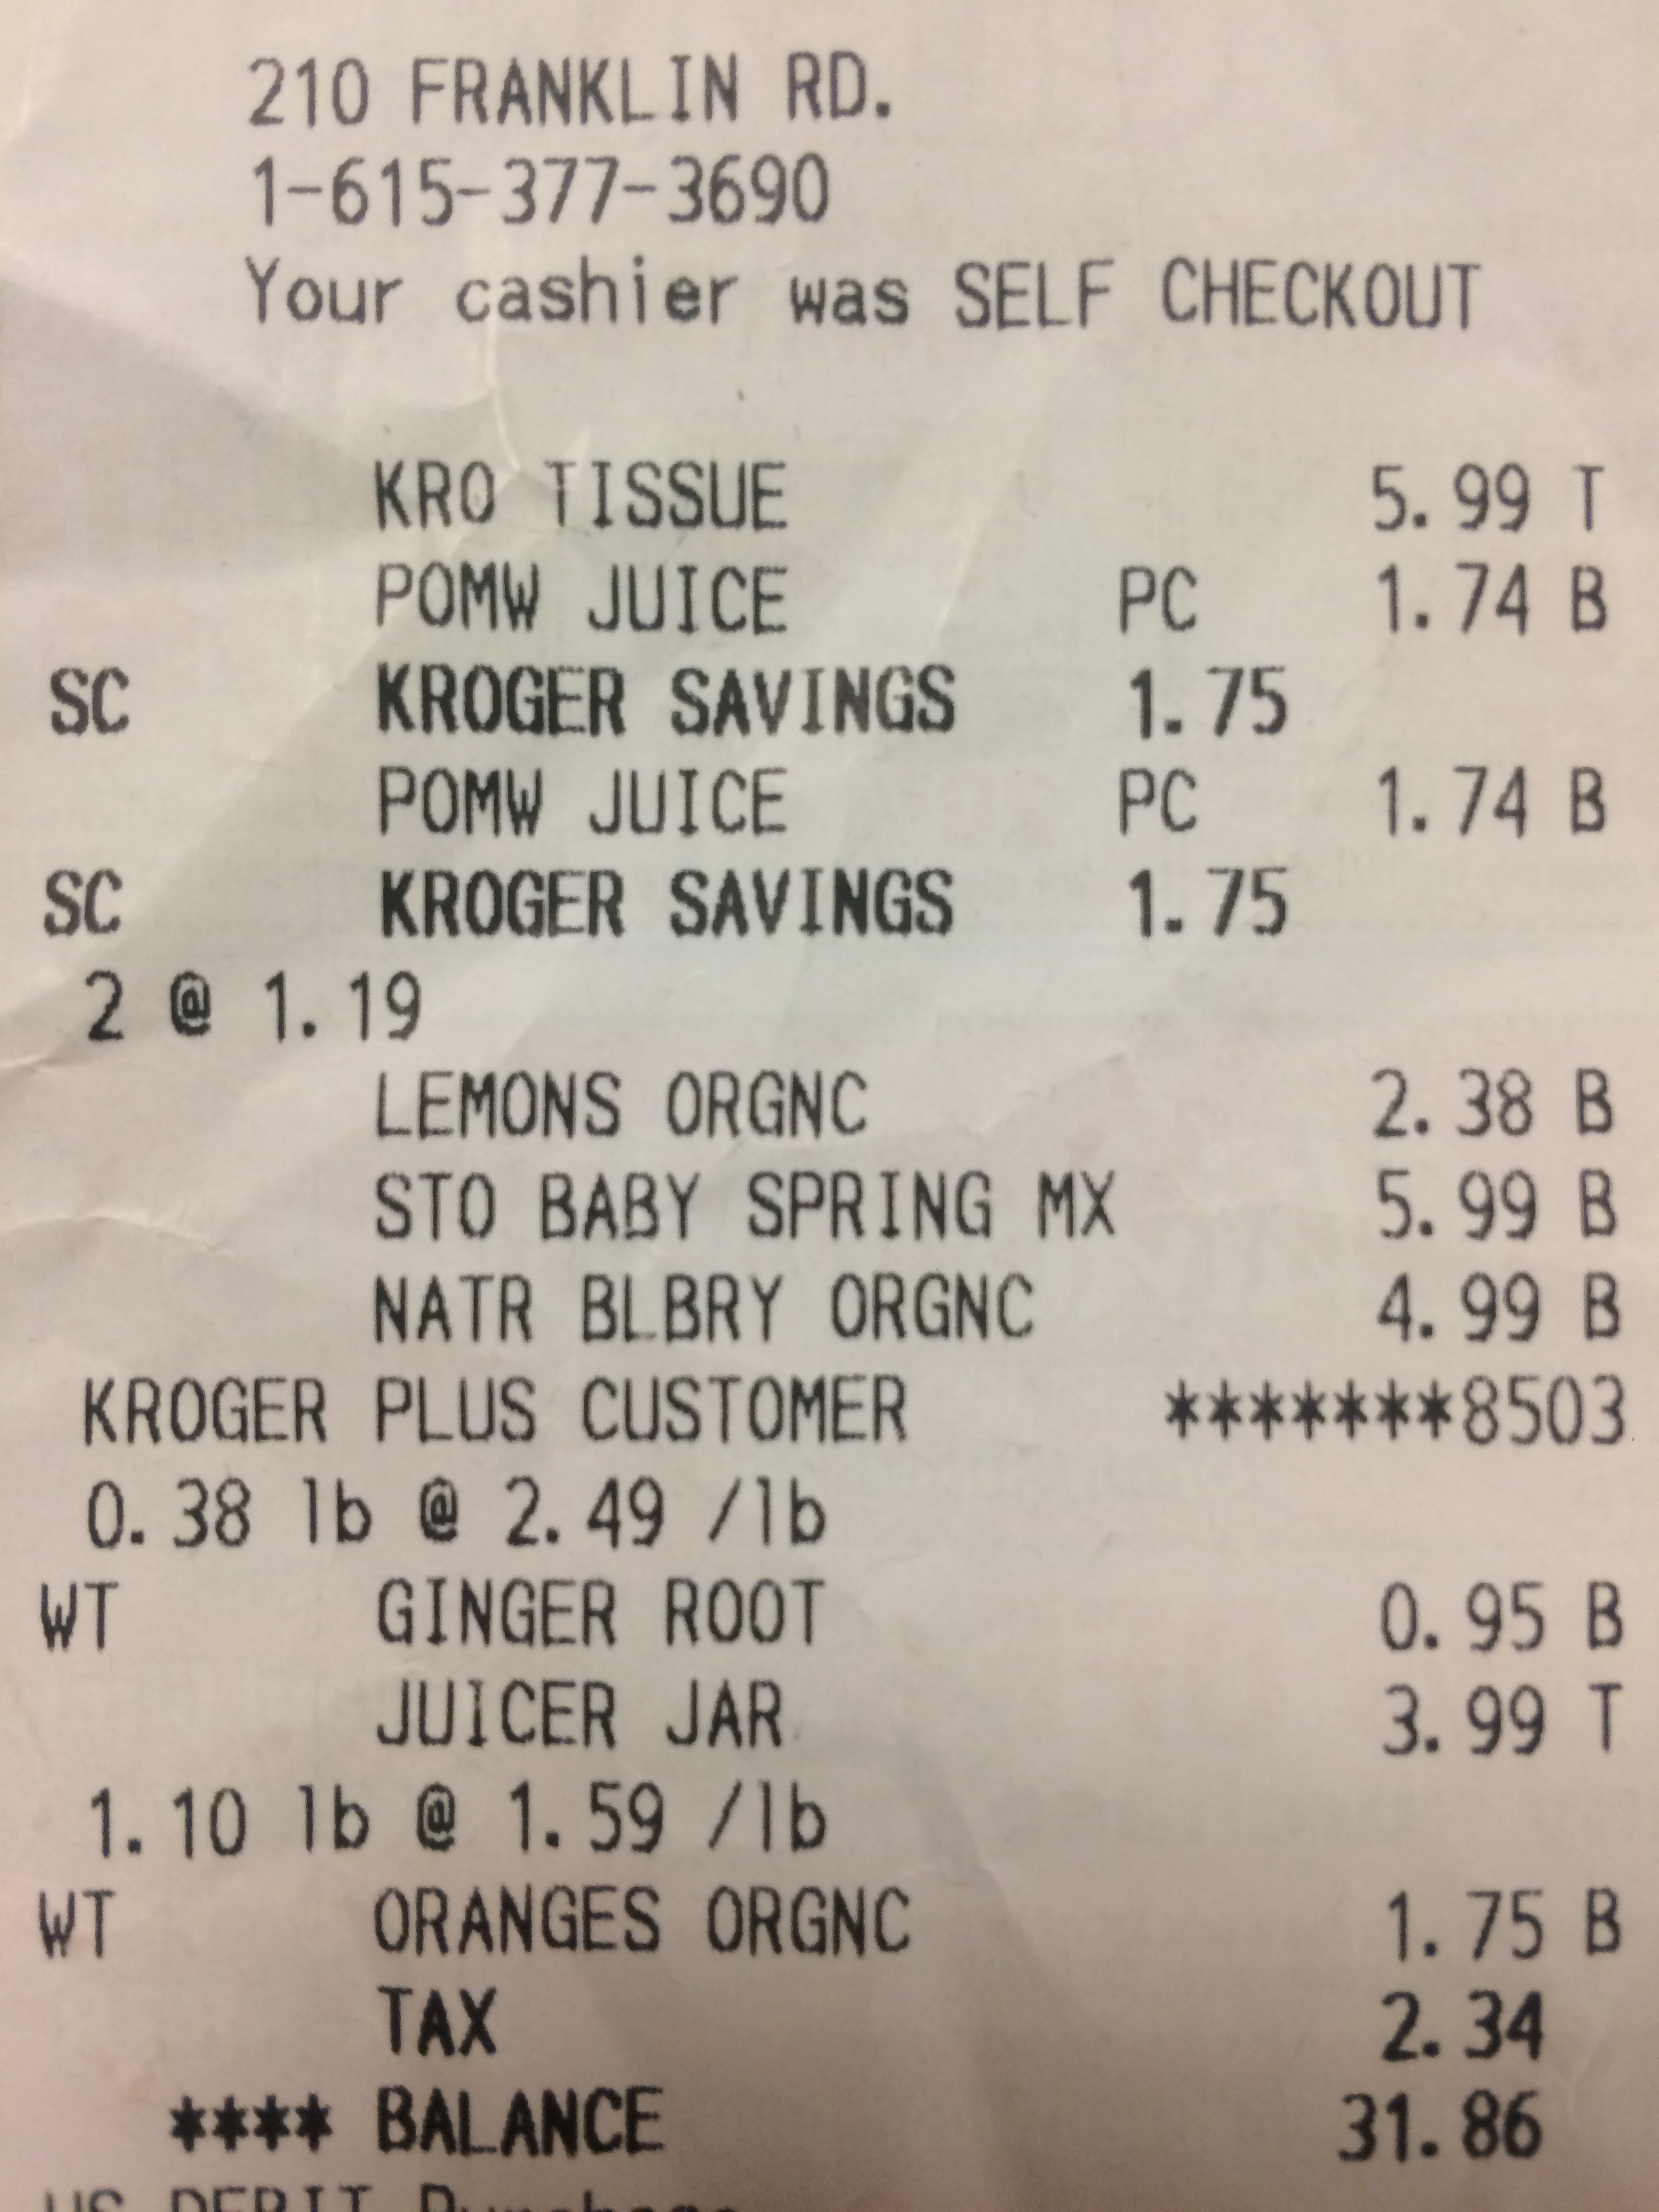 210 FRANKLIN RD.
1-615-377-3690
Your cashier was SELF CHECKOUT
KRO TISSUE 5.99 T
POMW JUICE PC 1.74 B
SC KROGER SAVINGS 1.75
POMW JUICE PC 1.74 B
SC KROGER SAVINGS 1.75
2 @ 1.19
LEMONS ORGNC 2.38 B
STO BABY SPRING MX 5.99 B
NATR BLBRY ORGNC 4.99 B
KROGER PLUS CUSTOMER *******8503
0.38 lb @ 2.49 /lb
WT GINGER ROOT 0.95 B
JUICER JAR 3.99 T
1.10 lb @ 1.59 /lb
WT ORANGES ORGNC 1.75 B
TAX 2.34
**** BALANCE 31.86
US DEBIT Purchase